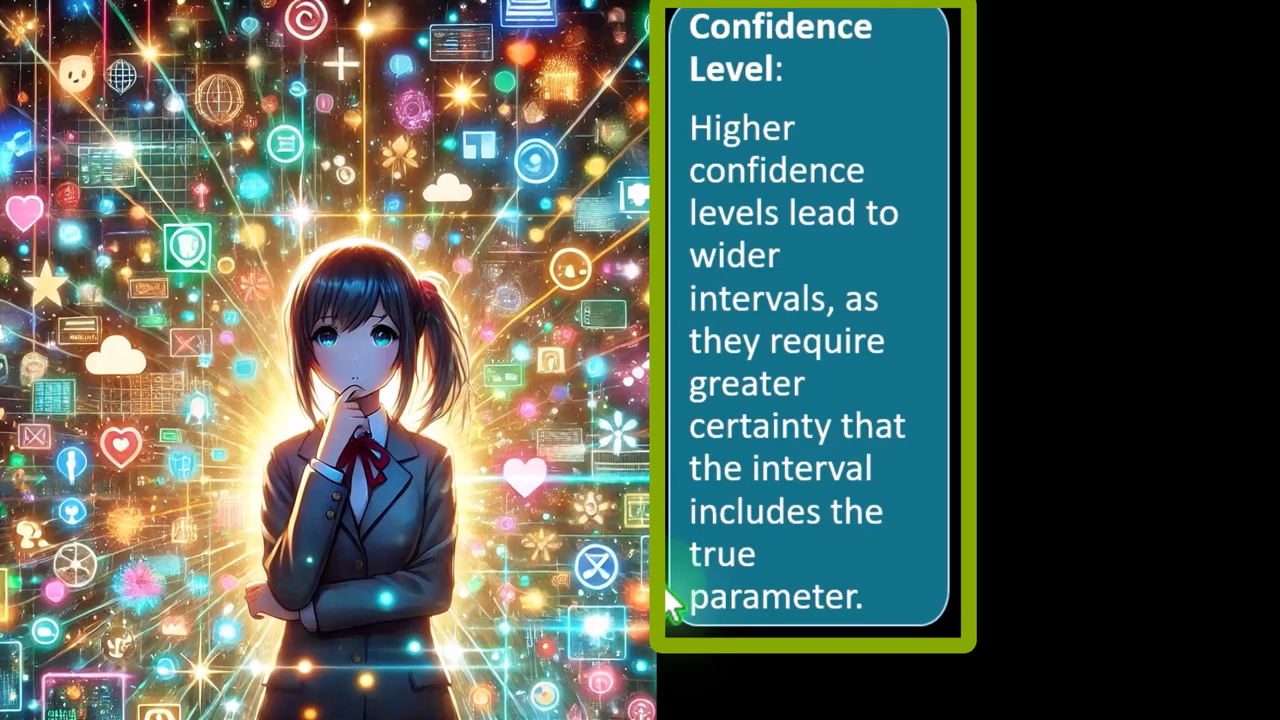 Confidence
Level:
Higher
confidence
levels lead to
wider
intervals, as
they require
greater
certainty that
the interval
includes the
true
parameter.